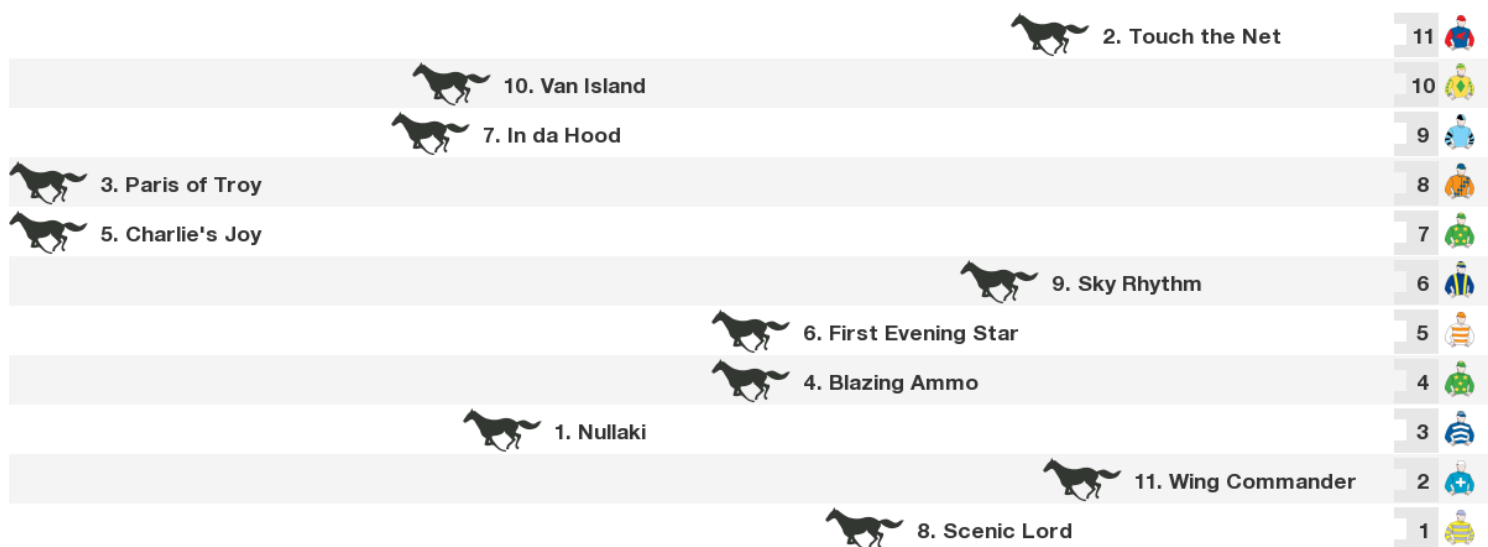 2. Touch the Net 11
10. Van Island 10
7. In da Hood 9
3. Paris of Troy 8
5. Charlie's Joy 7
9. Sky Rhythm 6
6. First Evening Star 5
4. Blazing Ammo 4
1. Nullaki 3
11. Wing Commander 2
8. Scenic Lord 1